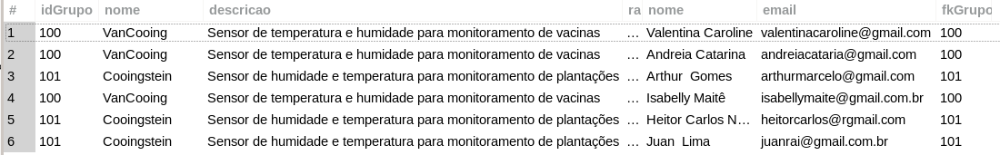 # idGrupo nome descricao ra nome email fkGrupo
1 100 VanCooing Sensor de temperatura e humidade para monitoramento de vacinas ... Valentina Caroline valentinacaroline@gmail.com 100
2 100 VanCooing Sensor de temperatura e humidade para monitoramento de vacinas ... Andreia Catarina andreiacataria@gmail.com 100
3 101 Cooingstein Sensor de humidade e temperatura para monitoramento de plantações ... Arthur  Gomes arthurmarcelo@gmail.com 101
4 100 VanCooing Sensor de temperatura e humidade para monitoramento de vacinas ... Isabelly Maitê isabellymaite@gmail.com.br 100
5 101 Cooingstein Sensor de humidade e temperatura para monitoramento de plantações ... Heitor Carlos N... heitorcarlos@rgmail.com 101
6 101 Cooingstein Sensor de humidade e temperatura para monitoramento de plantações ... Juan  Lima juanrai@gmail.com.br 101